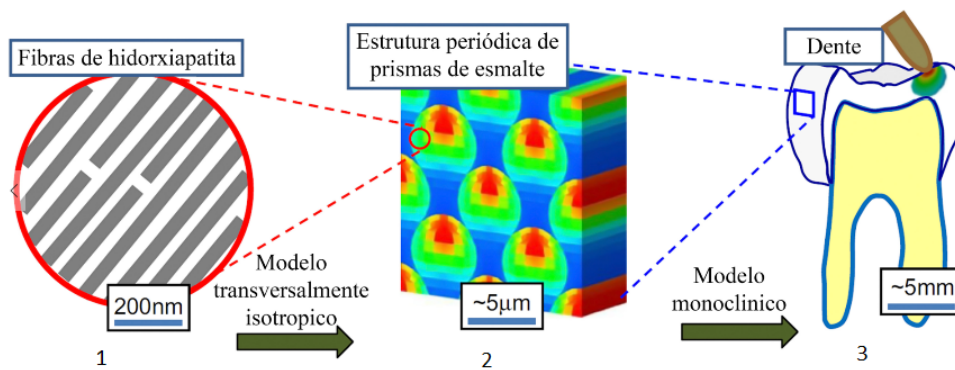 Fibras de hidorxiapatita
Estrutura periódica de
prismas de esmalte
Dente
200nm
Modelo
transversalmente
isotropico
~5μm
Modelo
monoclinico
~5mm
1
2
3